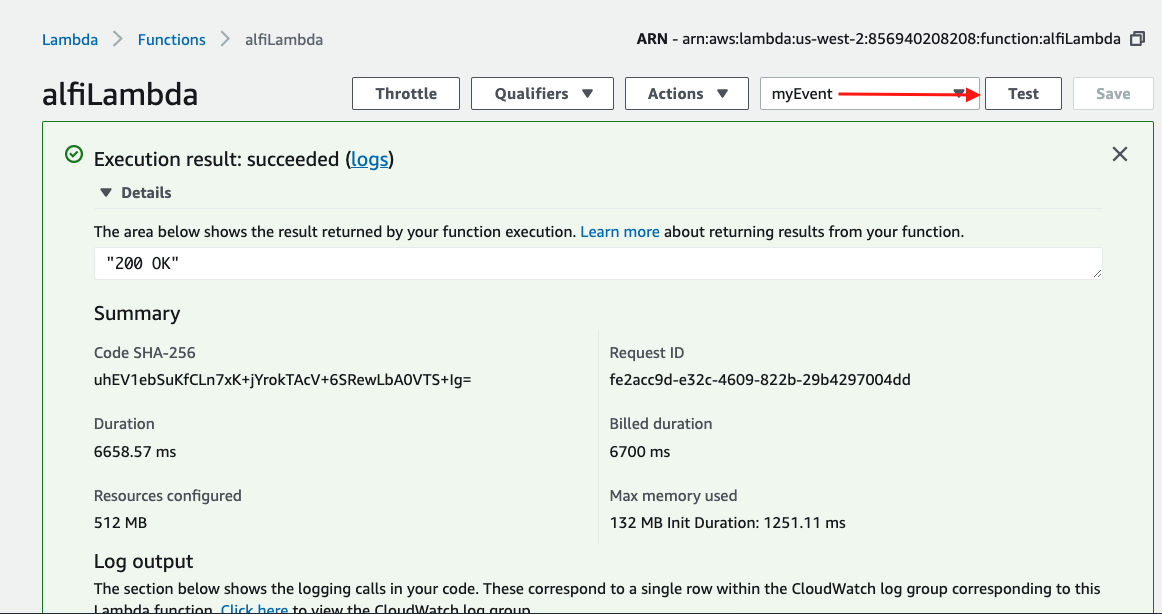 Lambda > Functions > alfiLambda
ARN - arn:aws:lambda:us-west-2:856940208208:function:alfiLambda
alfiLambda
Throttle
Qualifiers
Actions
myEvent
Test
Save
Execution result: succeeded (logs)
Details
The area below shows the result returned by your function execution. Learn more about returning results from your function.
"200 OK"
Summary
Code SHA-256
uhEV1ebSuKfCLn7xK+jYrokTAcV+6SRewLbA0VTS+Ig=
Request ID
fe2acc9d-e32c-4609-822b-29b4297004dd
Duration
6658.57 ms
Billed duration
6700 ms
Resources configured
512 MB
Max memory used
132 MB Init Duration: 1251.11 ms
Log output
The section below shows the logging calls in your code. These correspond to a single row within the CloudWatch log group corresponding to this
Lambda function. Click here to view the CloudWatch log group.